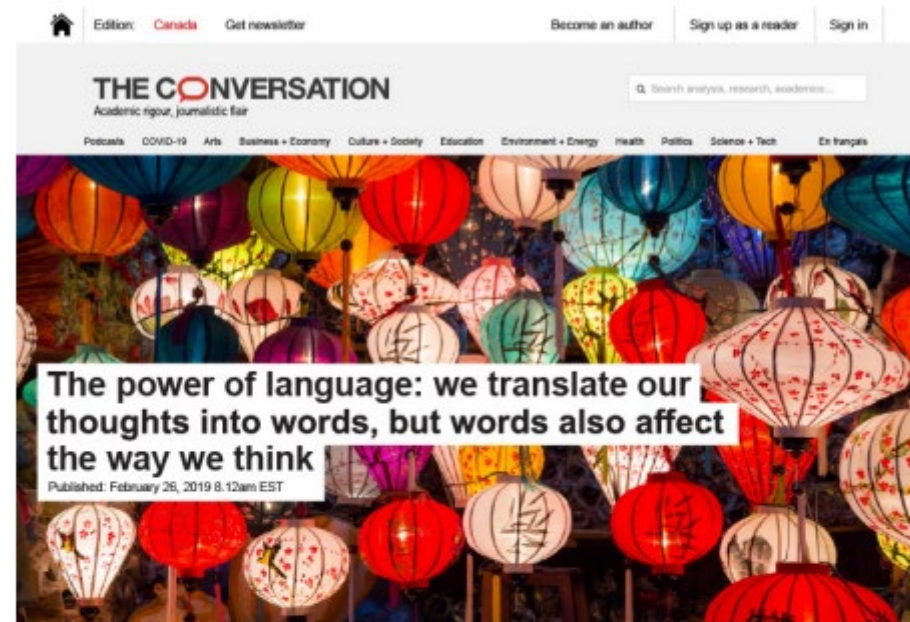 Edition: Canada Get newsletter Become an author Sign up as a reader Sign in
THE CONVERSATION
Academic rigour, journalistic flair
Search analysis, research, academics...
Podcasts COVID-19 Arts Business + Economy Culture + Society Education Environment + Energy Health Politics Science + Tech En français
The power of language: we translate our
thoughts into words, but words also affect
the way we think
Published: February 26, 2019 8.12am EST